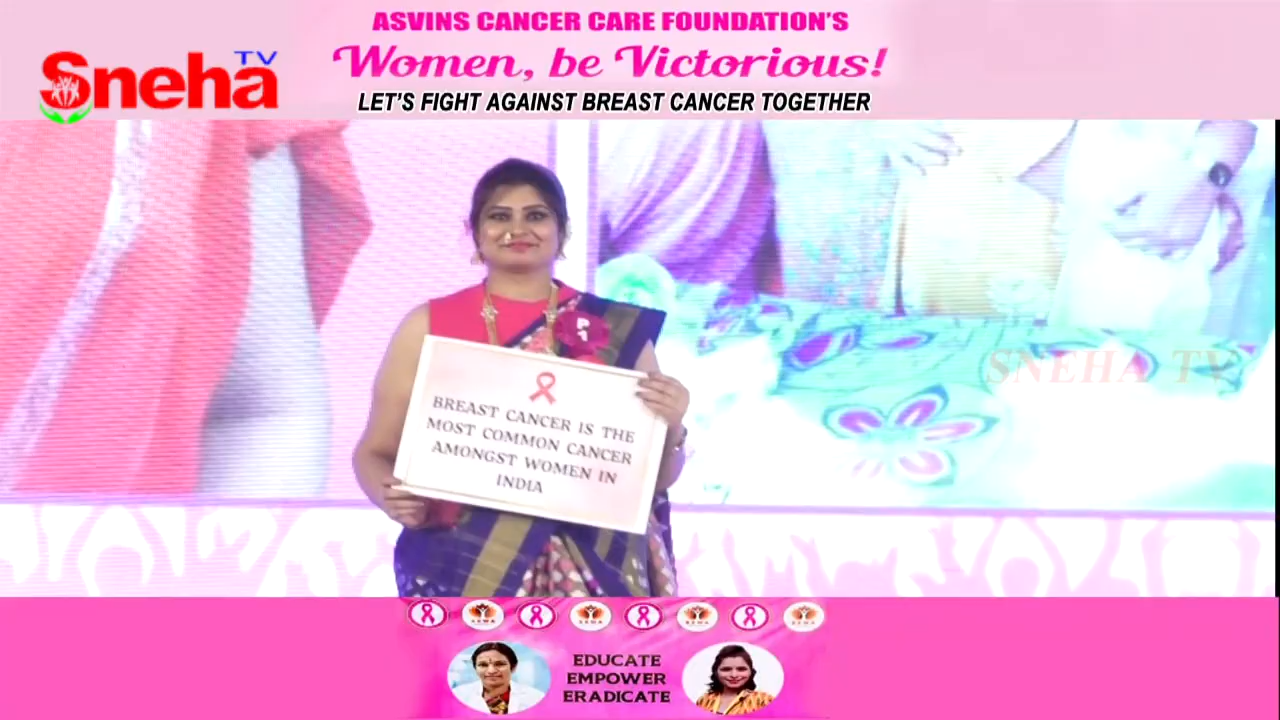 ASVINS CANCER CARE FOUNDATION'S
Women, be Victorious!
LET'S FIGHT AGAINST BREAST CANCER TOGETHER
Sneha TV
SNEHA TV
BREAST CANCER IS THE
MOST COMMON CANCER
AMONGST WOMEN IN
INDIA
EDUCATE
EMPOWER
ERADICATE